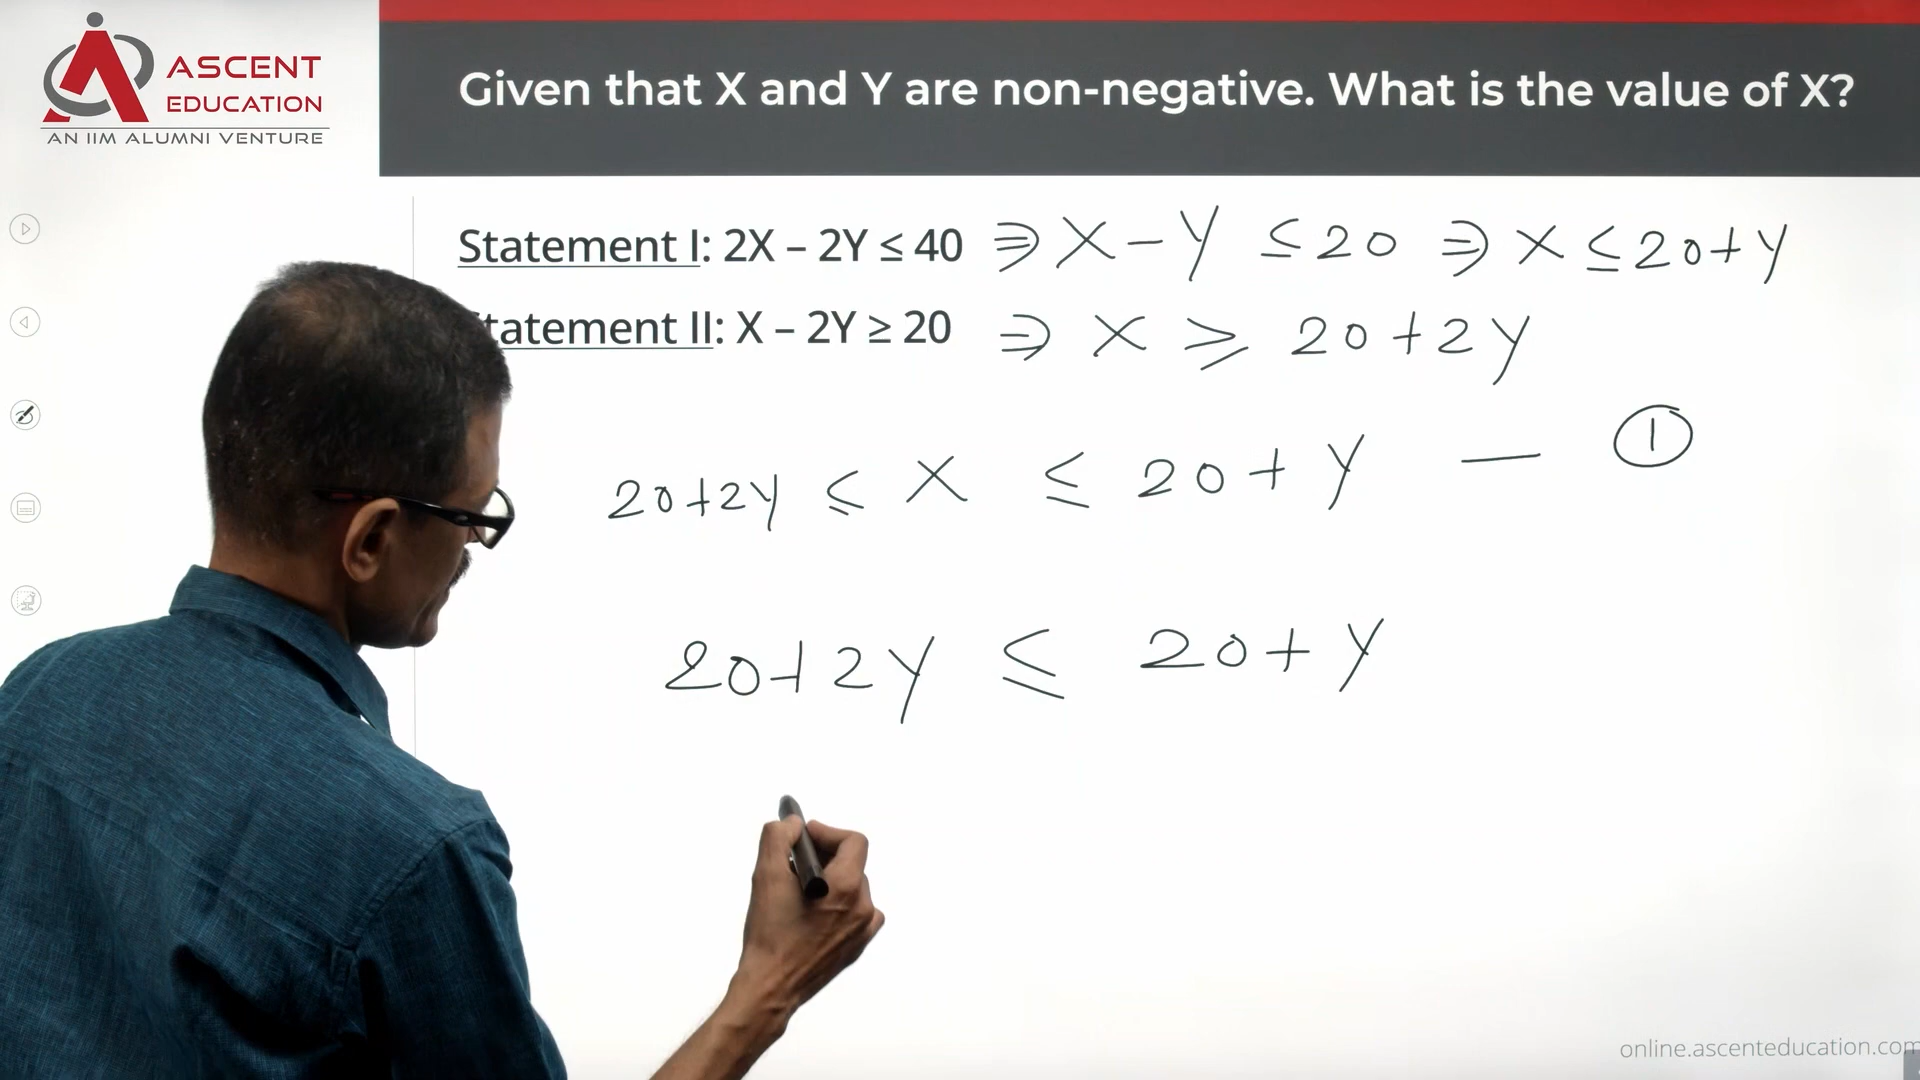 ASCENT
EDUCATION
AN IIM ALUMNI VENTURE
Given that X and Y are non-negative. What is the value of X?
Statement I: 2X – 2Y ≤ 40 ⇒ X – Y ≤ 20 ⇒ X ≤ 20 + Y
tatement II: X – 2Y ≥ 20 ⇒ X ≥ 20 + 2Y
20 + 2Y ≤ X ≤ 20 + Y — ①
20 + 2Y ≤ 20 + Y
online.ascenteducation.com